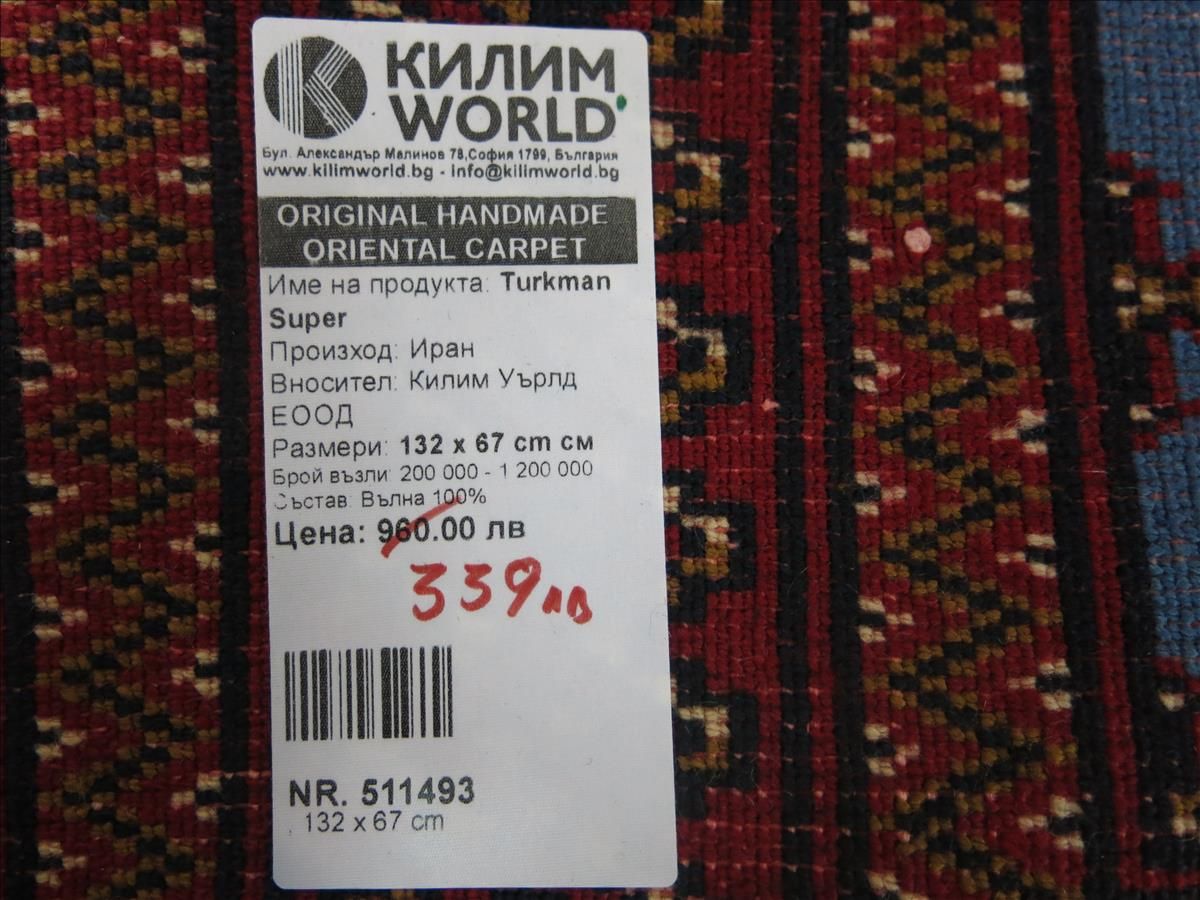 КИЛИМ
WORLD
Бул. Александър Малинов 78,София 1799, България
www.kilimworld.bg - info@kilimworld.bg
ORIGINAL HANDMADE
ORIENTAL CARPET
Име на продукта: Turkman
Super
Произход: Иран
Вносител: Килим Уърлд
ЕООД
Размери: 132 x 67 cm см
Брой възли: 200 000 - 1 200 000
Състав: Вълна 100%
Цена: 960.00 лв
339лв
NR. 511493
132 x 67 cm